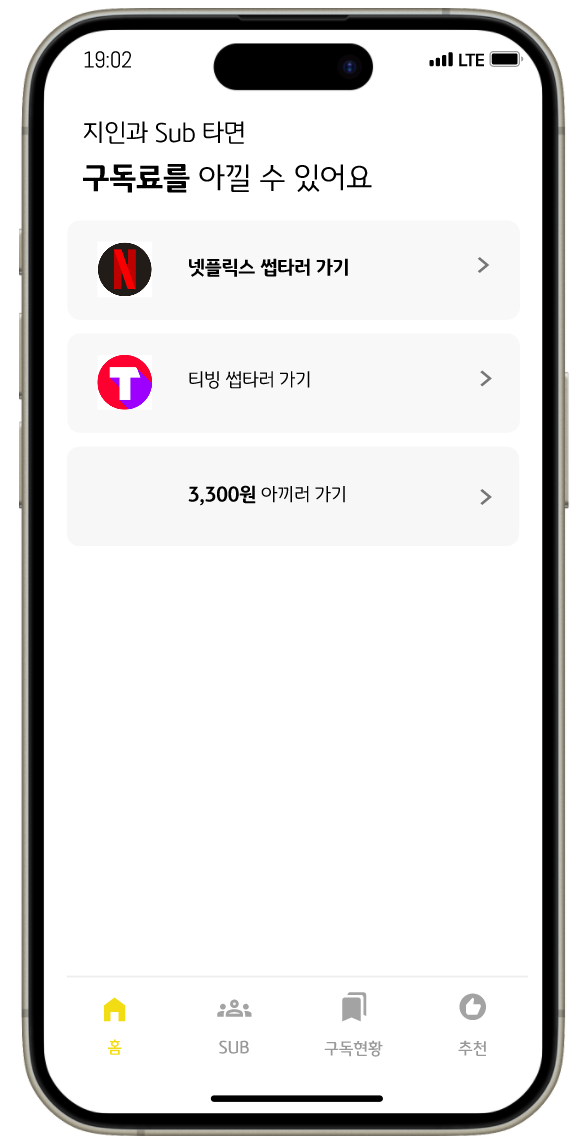 19:02
LTE
지인과 Sub 타면
구독료를 아낄 수 있어요
N
넷플릭스 썹타러 가기
T
티빙 썹타러 가기
3,300원 아끼러 가기
홈
SUB
구독현황
추천